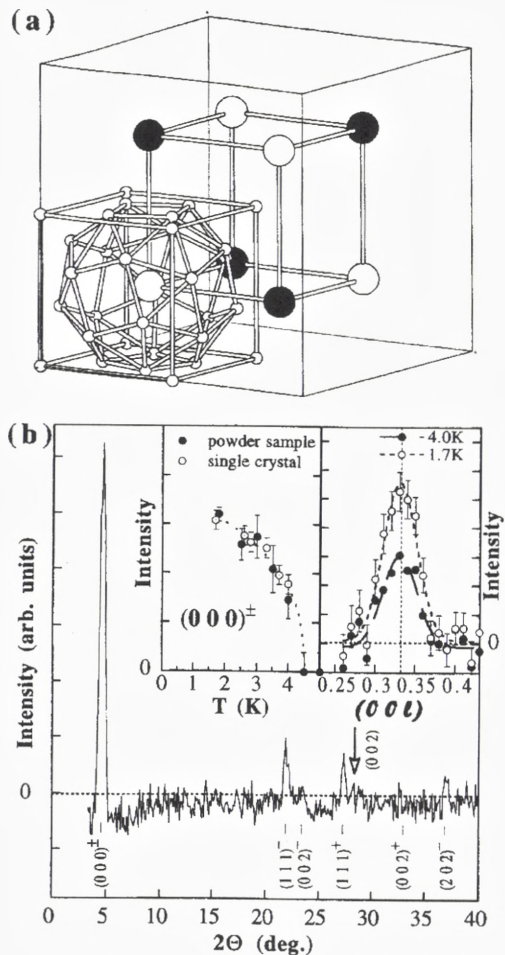 (a)
(b)
● powder sample
○ single crystal
-4.0K
-1.7K
Intensity
Intensity
(0 0 0)±
0
0
0 1 2 3 4
0.25 0.3 0.35 0.4
T (K)
(0 0 ℓ)
Intensity (arb. units)
(0 0 2)
0
(0 0 0)±
(1 1 1)⁻
(0 0 2)⁻
(1 1 1)⁺
(0 0 2)⁺
(2 0 2)⁻
0 5 10 15 20 25 30 35 40
2Θ (deg.)